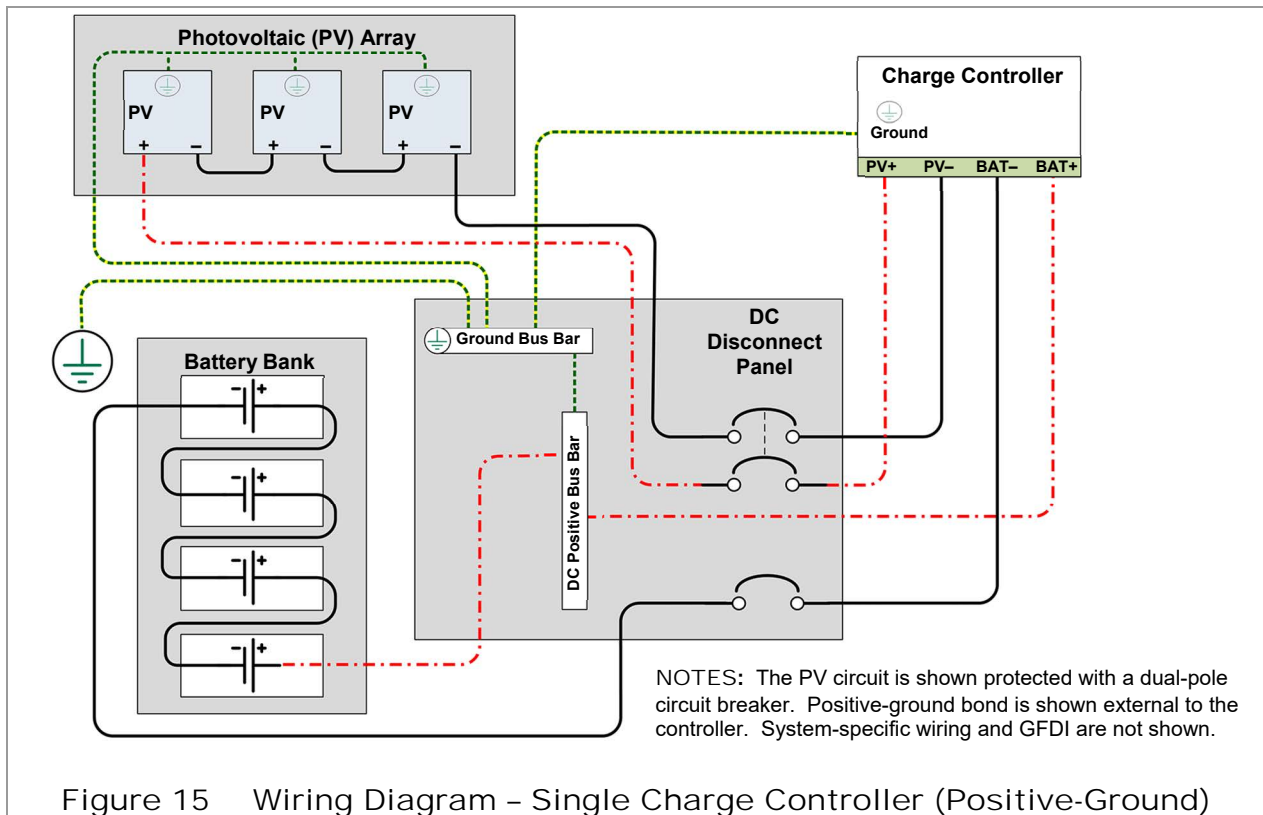 Photovoltaic (PV) Array
PV
PV
PV
+
–
+
–
+
–
Charge Controller
Ground
PV+ PV– BAT– BAT+
Ground Bus Bar
DC
Disconnect
Panel
DC Positive Bus Bar
Battery Bank
- +
- +
- +
- +
NOTES: The PV circuit is shown protected with a dual-pole
circuit breaker. Positive-ground bond is shown external to the
controller. System-specific wiring and GFDI are not shown.
Figure 15 Wiring Diagram – Single Charge Controller (Positive-Ground)